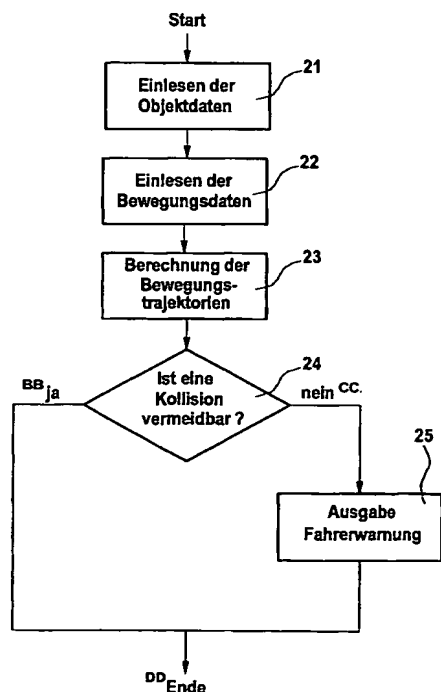 Start
21
Einlesen der
Objektdaten
22
Einlesen der
Bewegungsdaten
23
Berechnung der
Bewegungs-
trajektorien
24
Ist eine
Kollision
vermeidbar ?
BB ja
nein CC.
25
Ausgabe
Fahrerwarnung
DD Ende